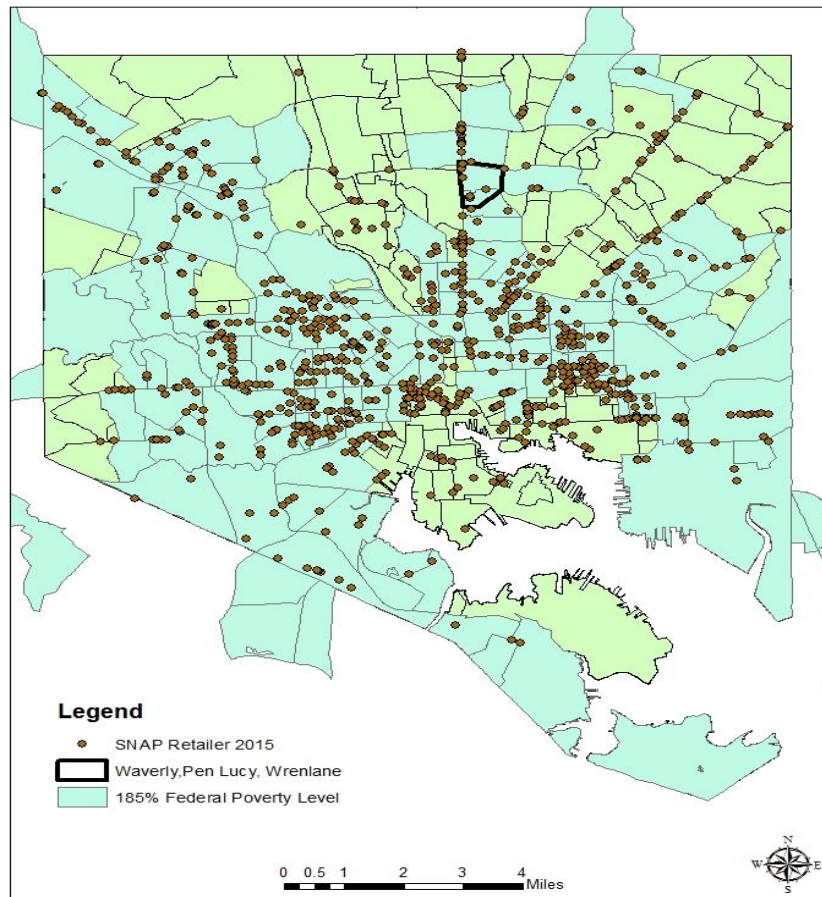 Legend
SNAP Retailer 2015
Waverly,Pen Lucy, Wrenlane
185% Federal Poverty Level
0 0.5 1 2 3 4
Miles
N
W E
S